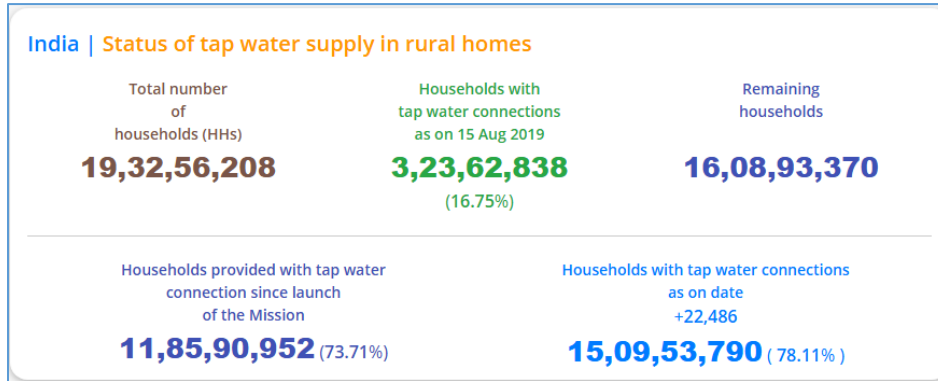 India | Status of tap water supply in rural homes
Total number
of
households (HHs)
19,32,56,208
Households with
tap water connections
as on 15 Aug 2019
3,23,62,838
(16.75%)
Remaining
households
16,08,93,370
Households provided with tap water
connection since launch
of the Mission
11,85,90,952 (73.71%)
Households with tap water connections
as on date
+22,486
15,09,53,790 ( 78.11% )